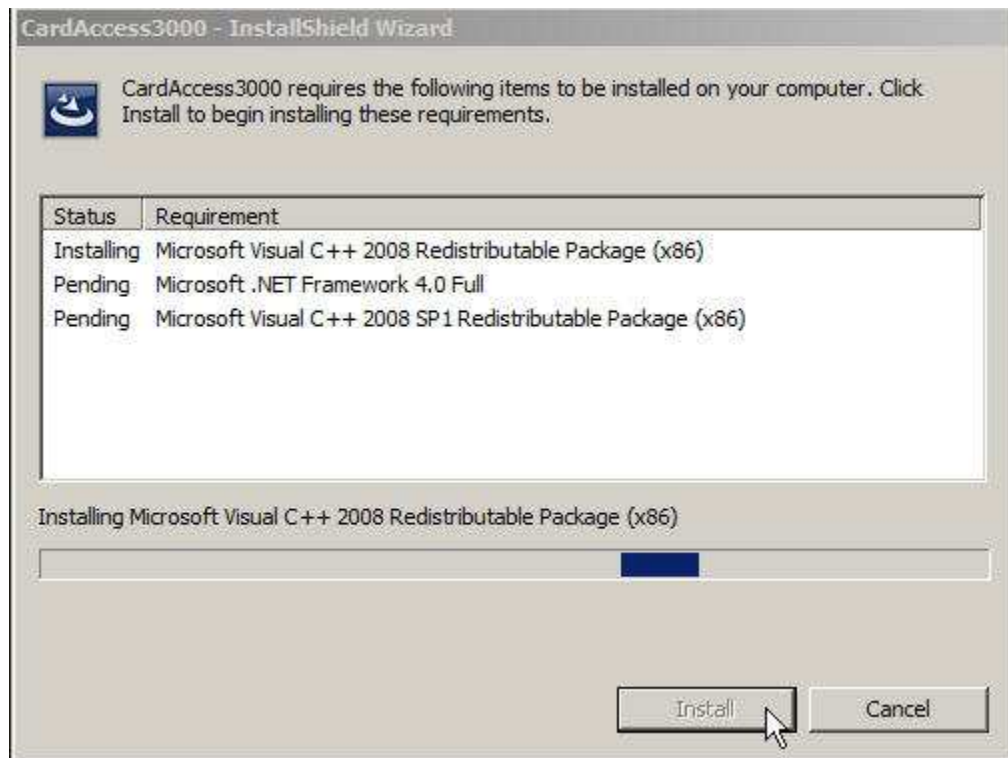 CardAccess3000 - InstallShield Wizard
CardAccess3000 requires the following items to be installed on your computer. Click
Install to begin installing these requirements.
Status Requirement
Installing Microsoft Visual C++ 2008 Redistributable Package (x86)
Pending Microsoft .NET Framework 4.0 Full
Pending Microsoft Visual C++ 2008 SP1 Redistributable Package (x86)
Installing Microsoft Visual C++ 2008 Redistributable Package (x86)
Install Cancel